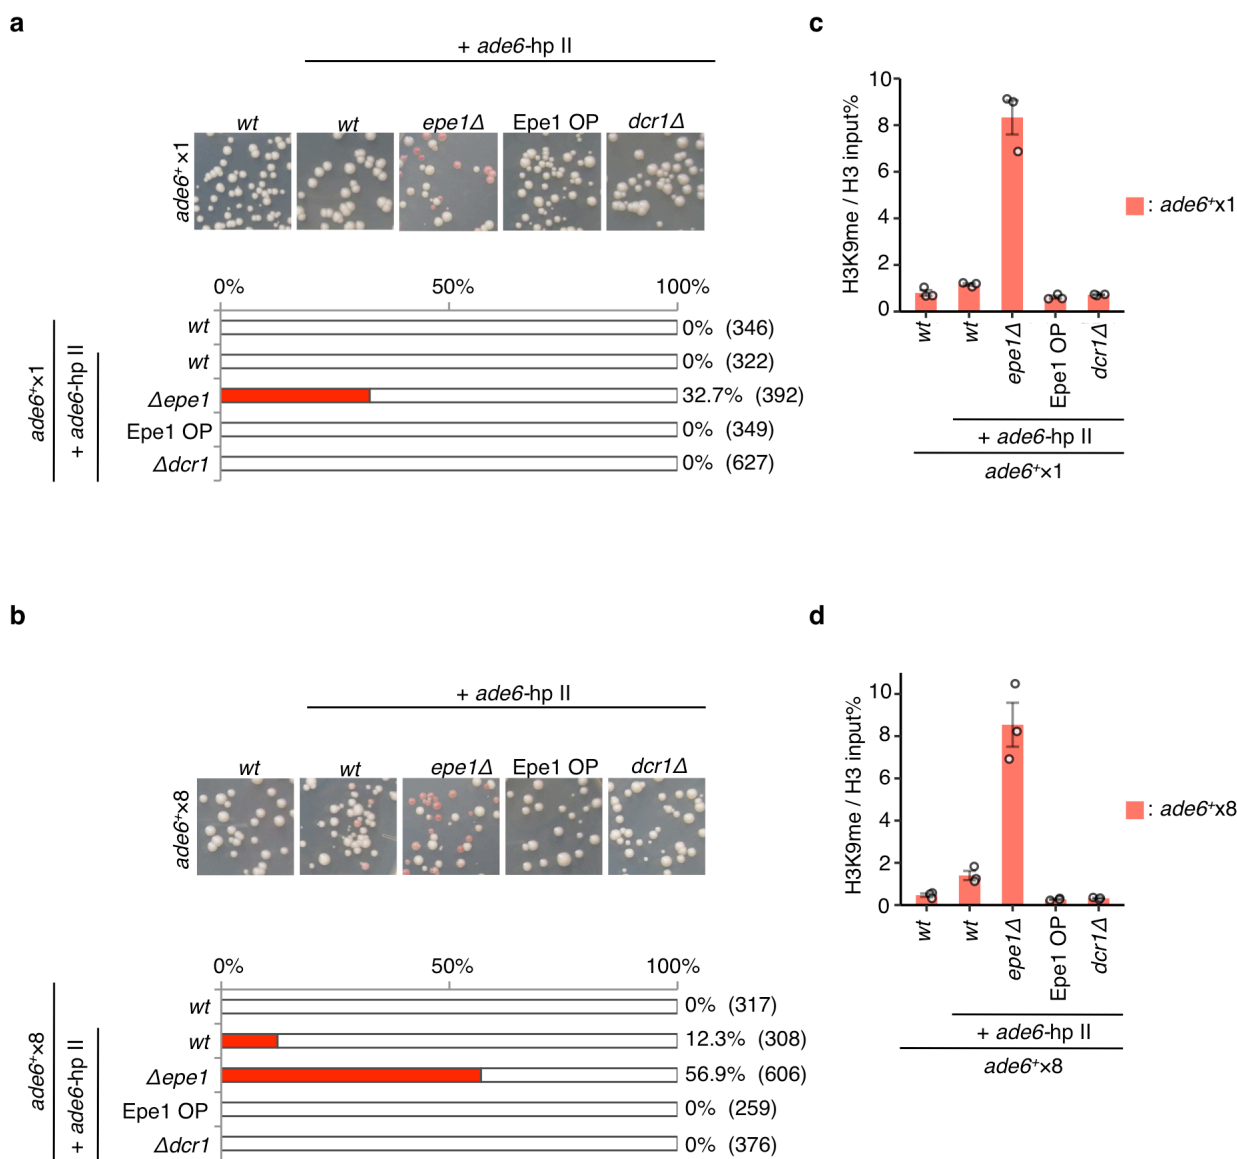 a
+ ade6-hp II
wt wt epe1Δ Epe1 OP dcr1Δ
ade6+ ×1
0% 50% 100%
wt 0% (346)
wt 0% (322)
Δepe1 32.7% (392)
Epe1 OP 0% (349)
Δdcr1 0% (627)
ade6+×1
+ ade6-hp II
c
H3K9me / H3 input%
10
8
6
4
2
0
wt wt epe1Δ Epe1 OP dcr1Δ
+ ade6-hp II
ade6+×1
: ade6+x1
b
+ ade6-hp II
wt wt epe1Δ Epe1 OP dcr1Δ
ade6+×8
0% 50% 100%
wt 0% (317)
wt 12.3% (308)
Δepe1 56.9% (606)
Epe1 OP 0% (259)
Δdcr1 0% (376)
ade6+×8
+ ade6-hp II
d
H3K9me / H3 input%
10
8
6
4
2
0
wt wt epe1Δ Epe1 OP dcr1Δ
+ ade6-hp II
ade6+×8
: ade6+x8